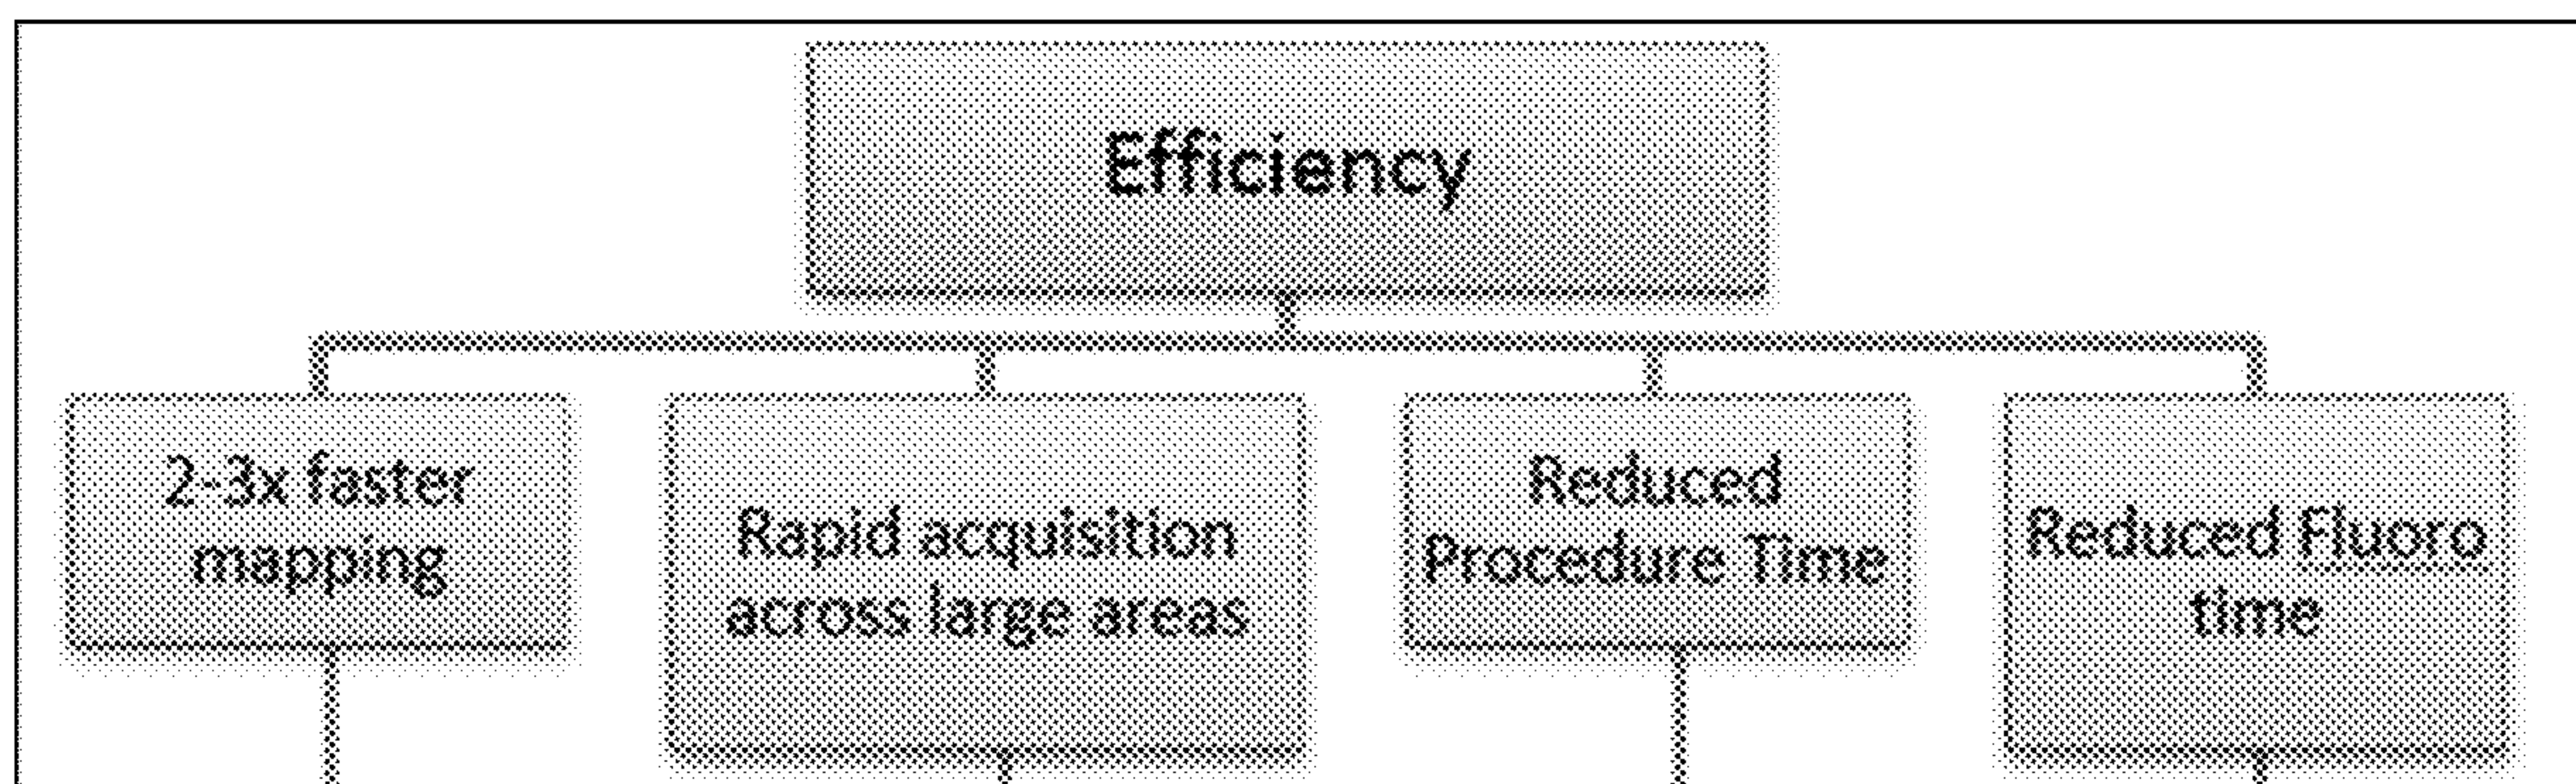 Efficiency
2-3x faster
mapping
Rapid acquisition
across large areas
Reduced
Procedure Time
Reduced Fluoro
time